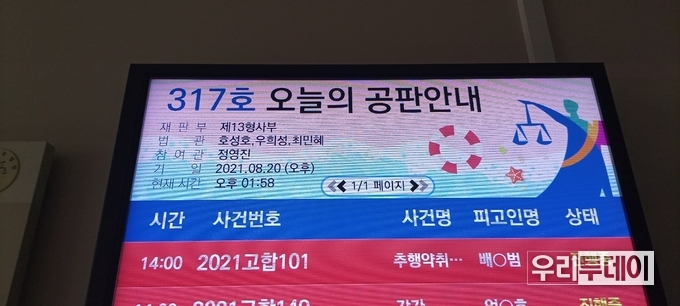 317호 오늘의 공판안내
재 판 부 제13형사부
법 관 호성호,우희성,최민혜
참 여 관 정영진
기 일 2021.08.20 (오후)
현재시간 오후 01:58
1/1 페이지
시간 사건번호 사건명 피고인명 상태
14:00 2021고합101 추행약취… 배○범
우리투데이